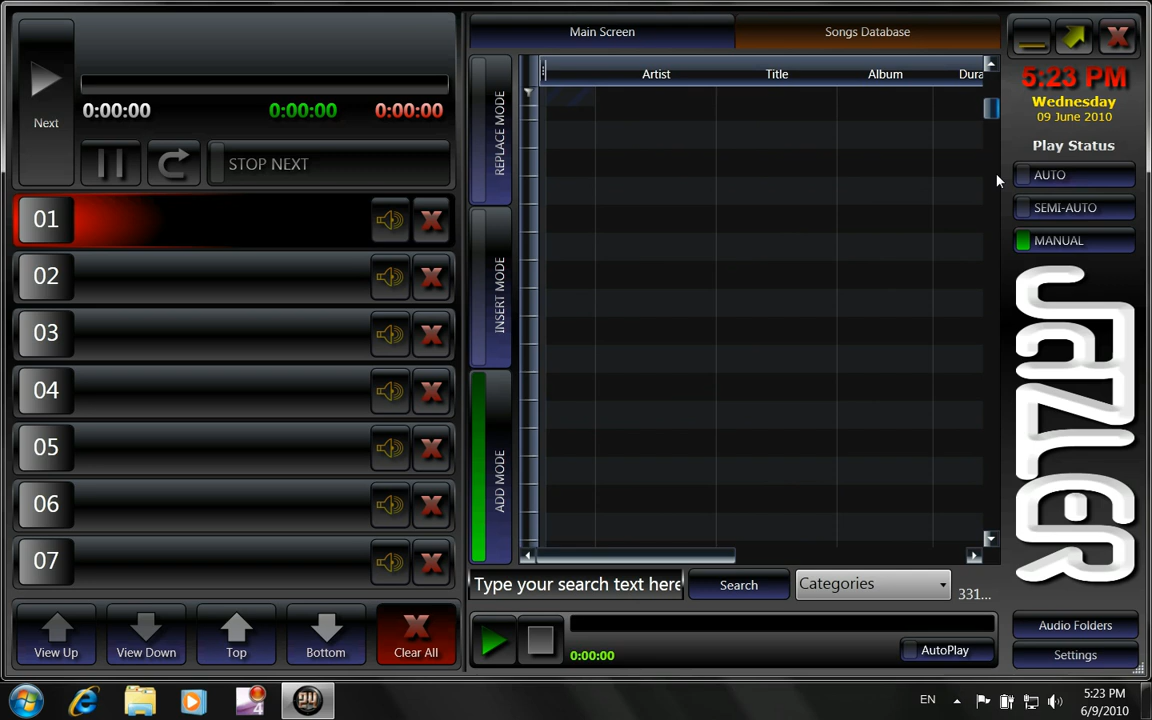 Main Screen
Songs Database
Next
0:00:00
0:00:00
0:00:00
STOP NEXT
01
02
03
04
05
06
07
View Up
View Down
Top
Bottom
X
Clear All
REPLACE MODE
INSERT MODE
ADD MODE
Artist
Title
Album
Dura
Type your search text here
Search
Categories
331...
0:00:00
AutoPlay
5:23 PM
Wednesday
09 June 2010
Play Status
AUTO
SEMI-AUTO
MANUAL
JAZLER
Audio Folders
Settings
4
EN
5:23 PM
6/9/2010